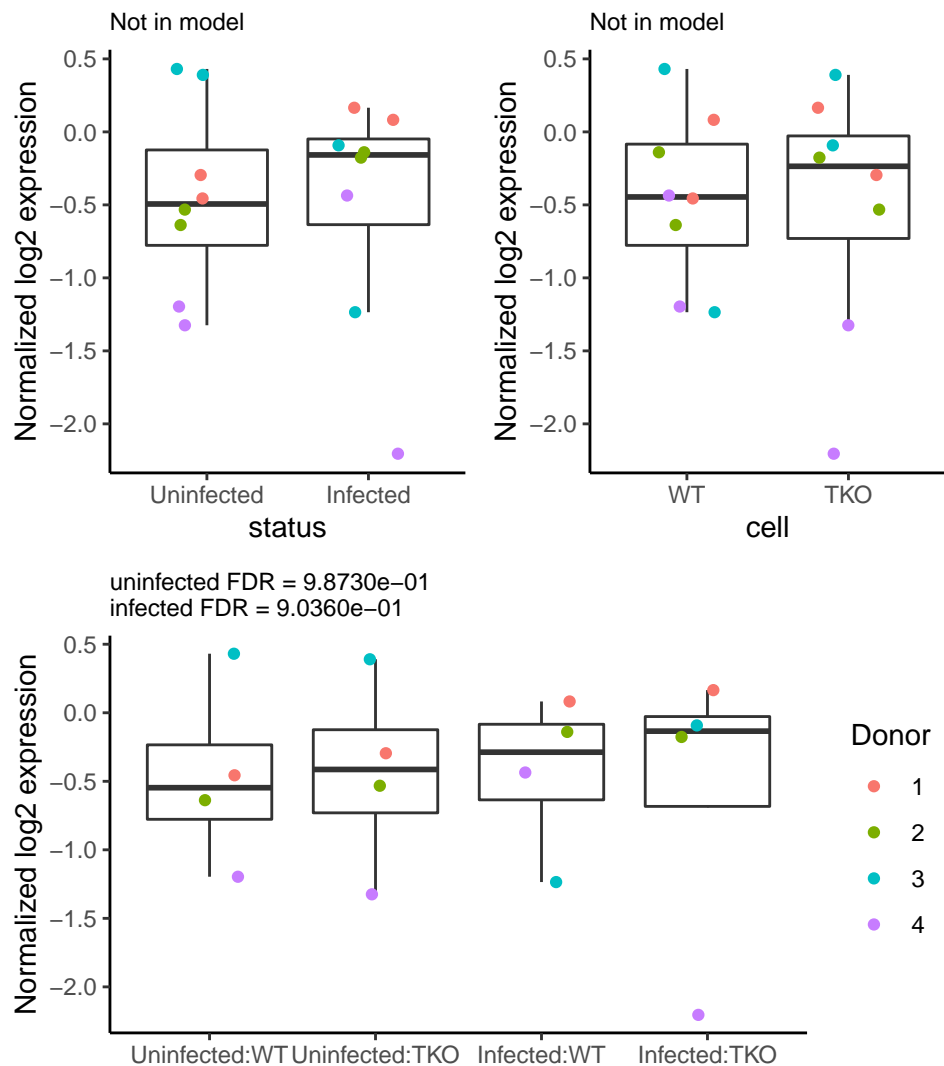 Not in model
Normalized log2 expression
0.5
0.0
−0.5
−1.0
−1.5
−2.0
Uninfected Infected
status
Not in model
Normalized log2 expression
0.5
0.0
−0.5
−1.0
−1.5
−2.0
WT TKO
cell
uninfected FDR = 9.8730e−01
infected FDR = 9.0360e−01
Normalized log2 expression
0.5
0.0
−0.5
−1.0
−1.5
−2.0
Uninfected:WT Uninfected:TKO Infected:WT Infected:TKO
Donor
1
2
3
4